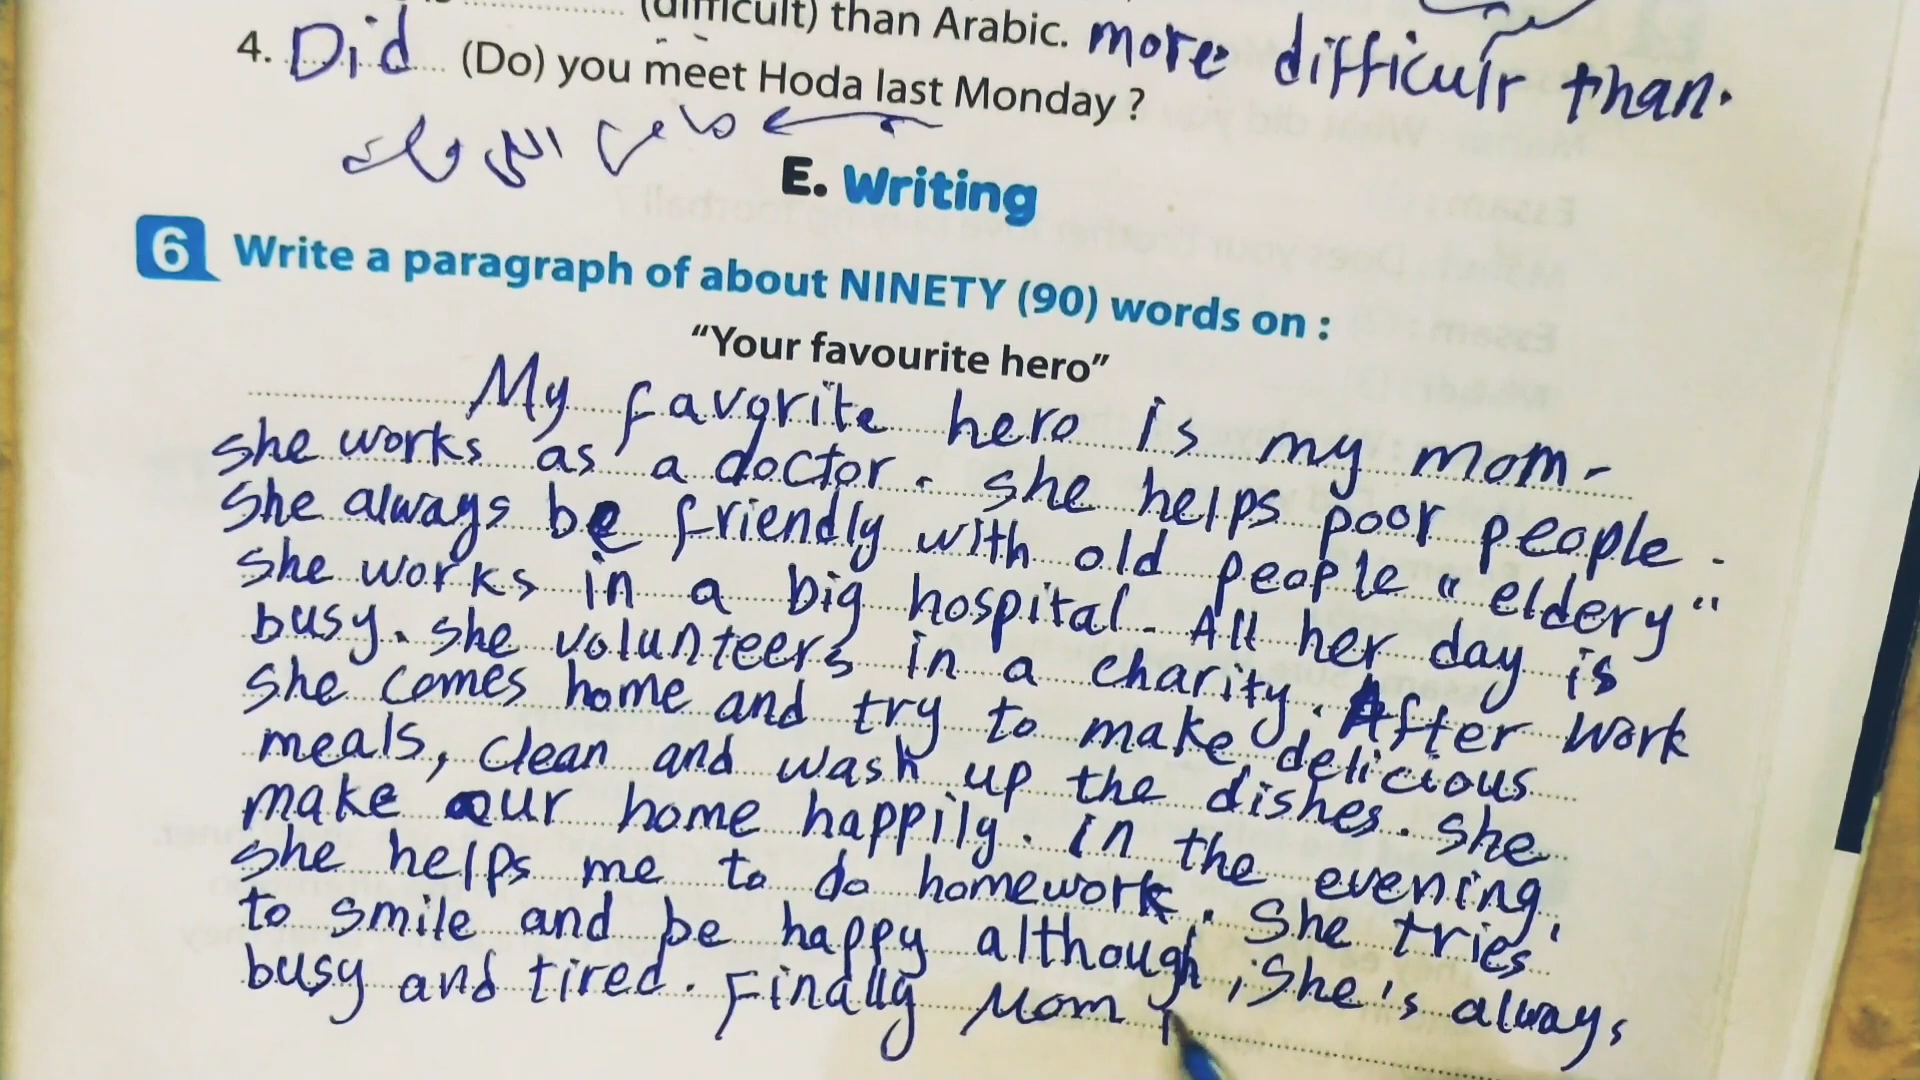 (difficult) than Arabic. more difficult than.
4. Did (Do) you meet Hoda last Monday ?
E. Writing
6 Write a paragraph of about NINETY (90) words on :
"Your favourite hero"
My favorite hero is my mom.
she works as a doctor. she helps poor people.
She always be friendly with old people "eldery"
she works in a big hospital. All her day is
busy. she volunteers in a charity. After work
she comes home and try to make delicious
meals, clean and wash up the dishes. She
make our home happily. In the evening,
she helps me to do homework. She tries
to smile and be happy although, She's always
busy and tired. Finally Mom